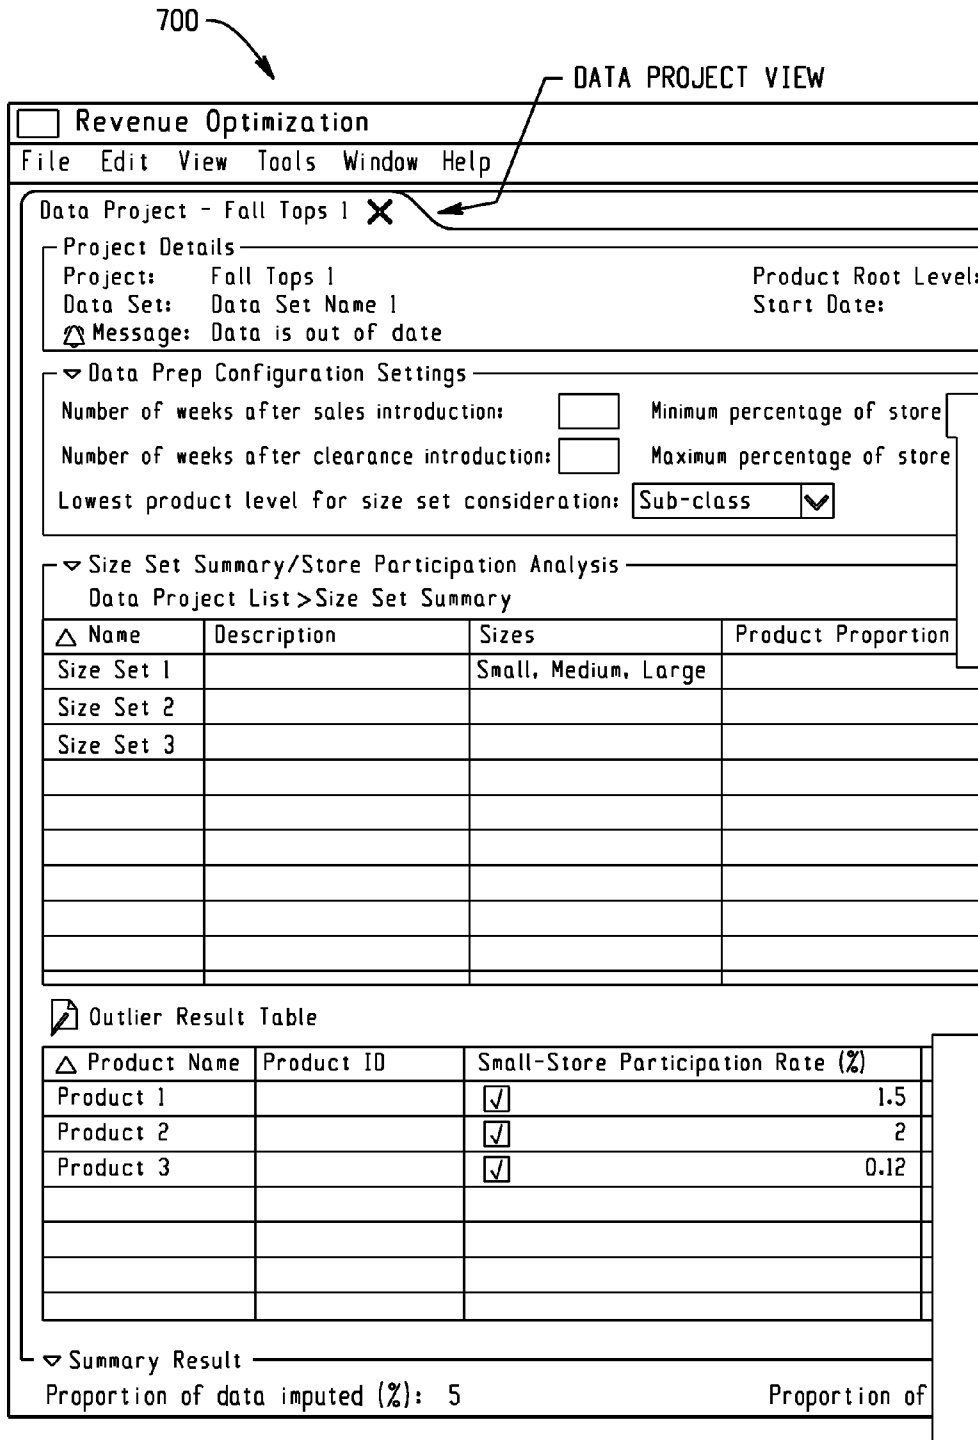 700
DATA PROJECT VIEW
Revenue Optimization
File Edit View Tools Window Help
Data Project - Fall Tops 1
Project Details
Project: Fall Tops 1 Product Root Level:
Data Set: Data Set Name 1 Start Date:
Message: Data is out of date
Data Prep Configuration Settings
Number of weeks after sales introduction: Minimum percentage of store
Number of weeks after clearance introduction: Maximum percentage of store
Lowest product level for size set consideration: Sub-class
Size Set Summary/Store Participation Analysis
Data Project List > Size Set Summary
Name Description Sizes Product Proportion
Size Set 1 Small, Medium, Large
Size Set 2
Size Set 3
Outlier Result Table
Product Name Product ID Small-Store Participation Rate (%)
Product 1 1.5
Product 2 2
Product 3 0.12
Summary Result
Proportion of data imputed (%): 5 Proportion of